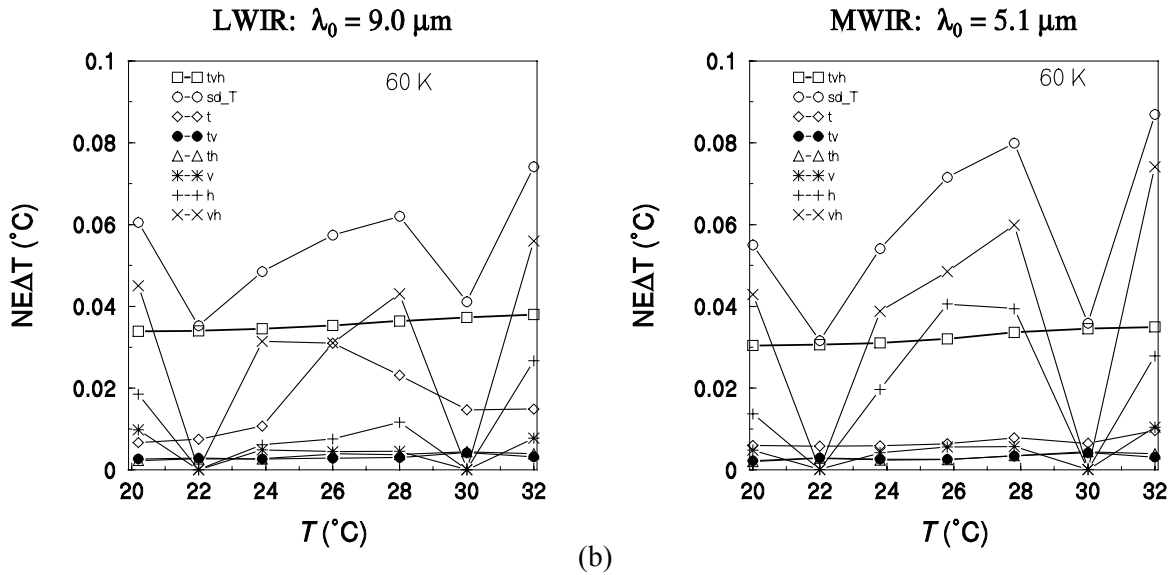 LWIR: λ0 = 9.0 μm
0.1
0.08
0.06
0.04
0.02
0
NEΔT (°C)
60 K
tvh
sd_T
t
tv
th
v
h
vh
20 22 24 26 28 30 32
T (°C)
MWIR: λ0 = 5.1 μm
0.1
0.08
0.06
0.04
0.02
0
NEΔT (°C)
60 K
tvh
sd_T
t
tv
th
v
h
vh
20 22 24 26 28 30 32
T (°C)
(b)